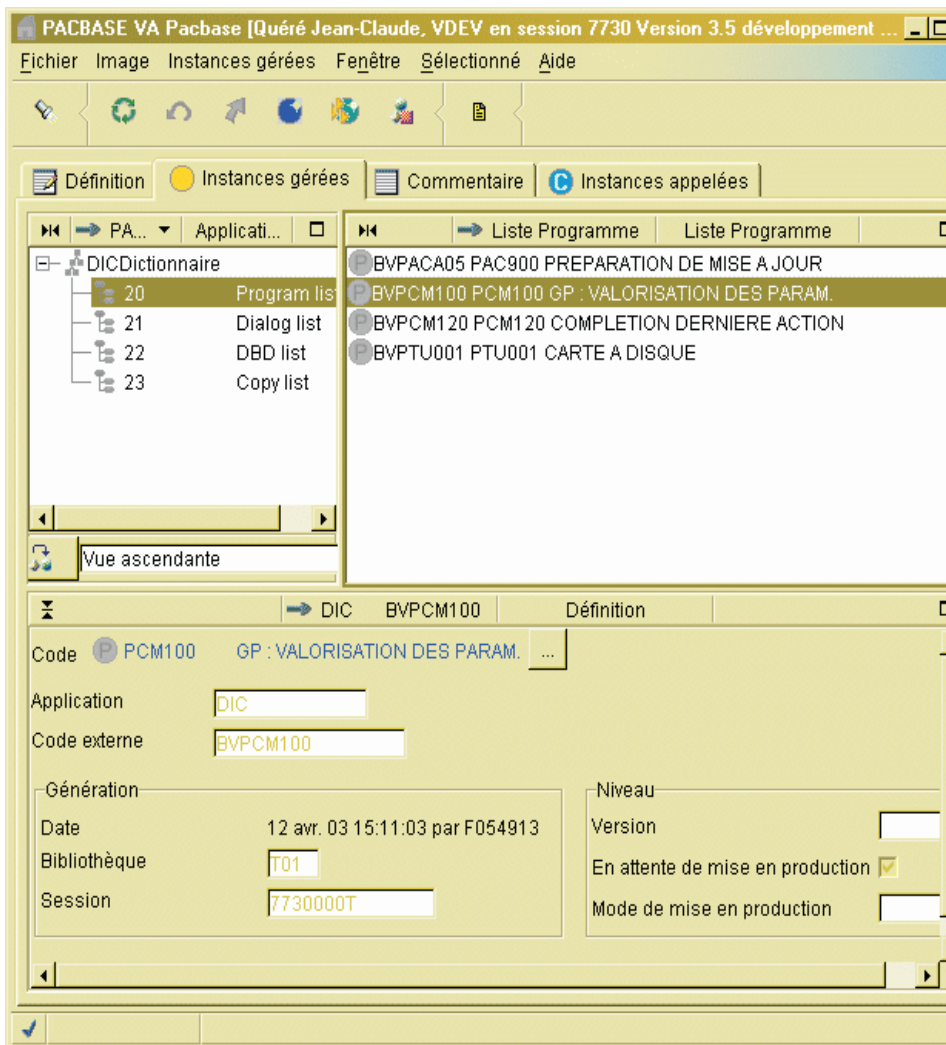 PACBASE VA Pacbase [Quéré Jean-Claude, VDEV en session 7730 Version 3.5 développement ...
Fichier Image Instances gérées Fenêtre Sélectionné Aide
Définition Instances gérées Commentaire C Instances appelées
PA... Applicati... Liste Programme Liste Programme
DICDictionnaire
20 Program list
21 Dialog list
22 DBD list
23 Copy list
Vue ascendante
P BVPACA05 PAC900 PREPARATION DE MISE A JOUR
P BVPCM100 PCM100 GP : VALORISATION DES PARAM.
P BVPCM120 PCM120 COMPLETION DERNIERE ACTION
P BVPTU001 PTU001 CARTE A DISQUE
DIC BVPCM100 Définition
Code P PCM100 GP : VALORISATION DES PARAM. ...
Application DIC
Code externe BVPCM100
Génération
Date 12 avr. 03 15:11:03 par F054913
Bibliothèque T01
Session 7730000T
Niveau
Version
En attente de mise en production
Mode de mise en production